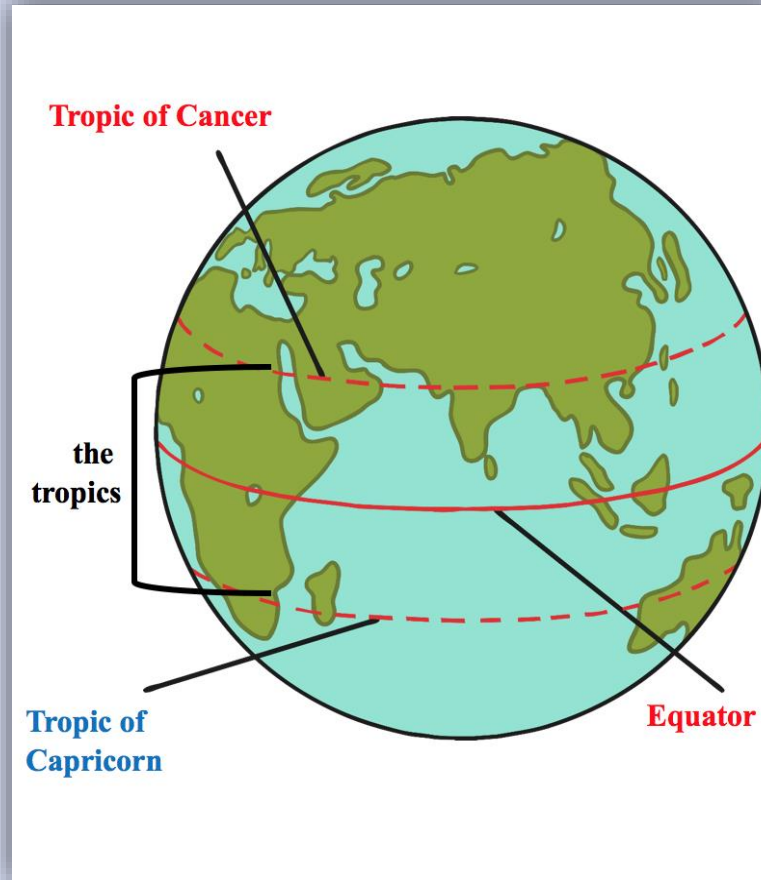 Tropic of Cancer
the
tropics
Equator
Tropic of
Capricorn